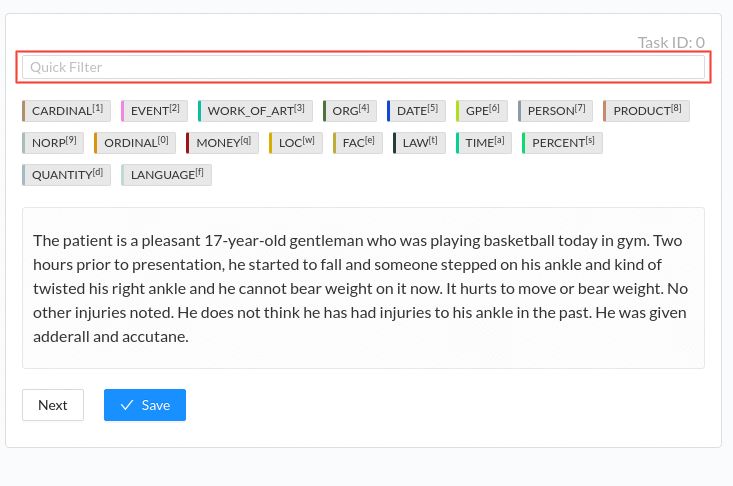 Task ID: 0
Quick Filter
CARDINAL[1] EVENT[2] WORK_OF_ART[3] ORG[4] DATE[5] GPE[6] PERSON[7] PRODUCT[8]
NORP[9] ORDINAL[0] MONEY[q] LOC[w] FAC[e] LAW[t] TIME[a] PERCENT[s]
QUANTITY[d] LANGUAGE[f]
The patient is a pleasant 17-year-old gentleman who was playing basketball today in gym. Two
hours prior to presentation, he started to fall and someone stepped on his ankle and kind of
twisted his right ankle and he cannot bear weight on it now. It hurts to move or bear weight. No
other injuries noted. He does not think he has had injuries to his ankle in the past. He was given
adderall and accutane.
Next Save